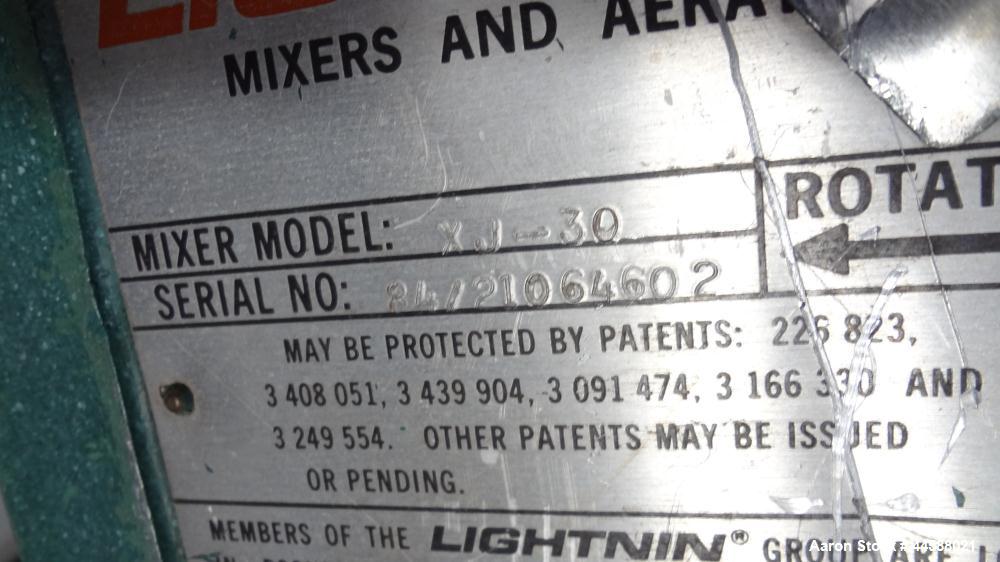 MIXERS AND
MIXER MODEL: XJ-30
SERIAL NO:
ROTAT
MAY BE PROTECTED BY PATENTS: 226 823,
3 408 051, 3 439 904, 3 091 474, 3 166 330 AND
3 249 554. OTHER PATENTS MAY BE ISSUED
OR PENDING.
MEMBERS OF THE LIGHTNIN® GROUP ARE